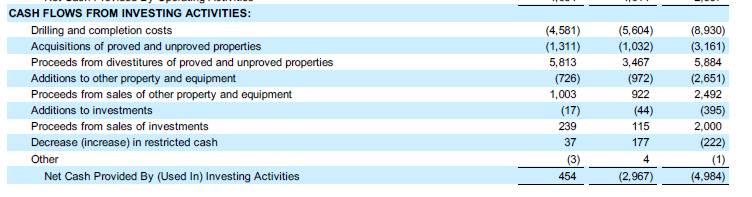 CASH FLOWS FROM INVESTING ACTIVITIES:
Drilling and completion costs (4,581) (5,604) (8,930)
Acquisitions of proved and unproved properties (1,311) (1,032) (3,161)
Proceeds from divestitures of proved and unproved properties 5,813 3,467 5,884
Additions to other property and equipment (726) (972) (2,651)
Proceeds from sales of other property and equipment 1,003 922 2,492
Additions to investments (17) (44) (395)
Proceeds from sales of investments 239 115 2,000
Decrease (increase) in restricted cash 37 177 (222)
Other (3) 4 (1)
Net Cash Provided By (Used In) Investing Activities 454 (2,967) (4,984)